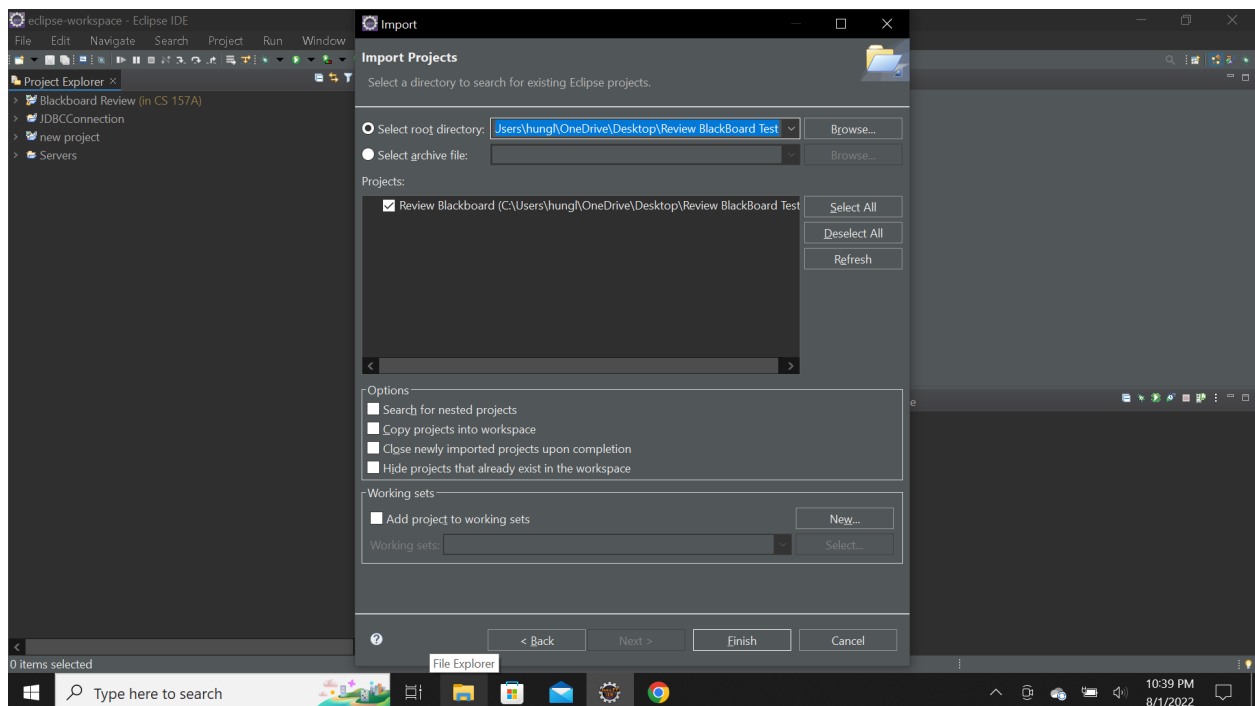 eclipse-workspace - Eclipse IDE
File Edit Navigate Search Project Run Window
Project Explorer ×
Blackboard Review (in CS 157A)
JDBCConnection
new project
Servers
0 items selected
Import
Import Projects
Select a directory to search for existing Eclipse projects.
Select root directory: Users\hungl\OneDrive\Desktop\Review BlackBoard Test Browse...
Select archive file: Browse...
Projects:
Review Blackboard (C:\Users\hungl\OneDrive\Desktop\Review BlackBoard Test
Select All
Deselect All
Refresh
Options
Search for nested projects
Copy projects into workspace
Close newly imported projects upon completion
Hide projects that already exist in the workspace
Working sets
Add project to working sets New...
Working sets: Select...
< Back Next > Finish Cancel
File Explorer
Type here to search
10:39 PM
8/1/2022